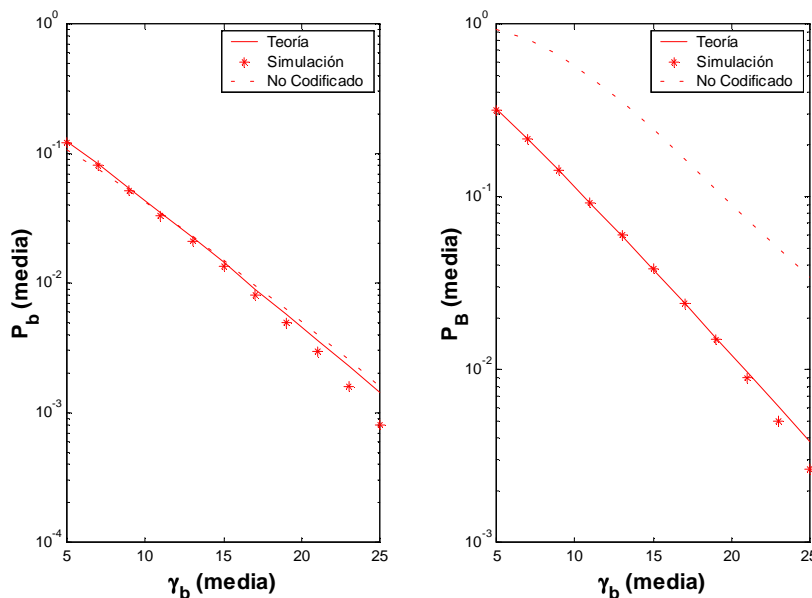 10^0
10^-1
10^-2
10^-3
10^-4
P_b (media)
5
10
15
20
25
γ_b (media)
Teoría
Simulación
No Codificado
10^0
10^-1
10^-2
10^-3
P_B (media)
5
10
15
20
25
γ_b (media)
Teoría
Simulación
No Codificado